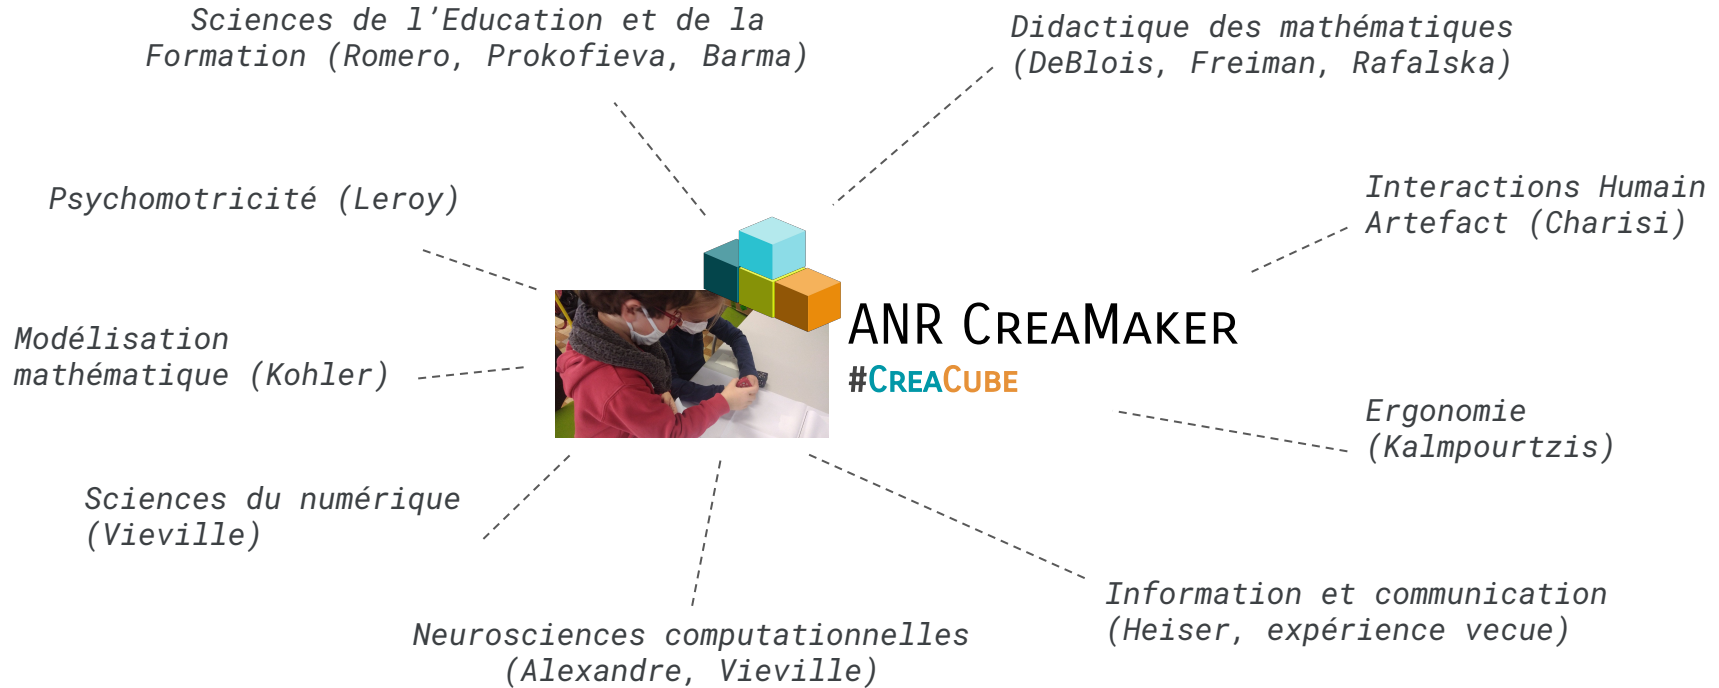 Sciences de l’Education et de la
Formation (Romero, Prokofieva, Barma)
Didactique des mathématiques
(DeBlois, Freiman, Rafalska)
Psychomotricité (Leroy)
Interactions Humain
Artefact (Charisi)
Modélisation
mathématique (Kohler)
ANR CREAMAKER
#CREACUBE
Ergonomie
(Kalmpourtzis)
Sciences du numérique
(Vieville)
Information et communication
(Heiser, expérience vecue)
Neurosciences computationnelles
(Alexandre, Vieville)